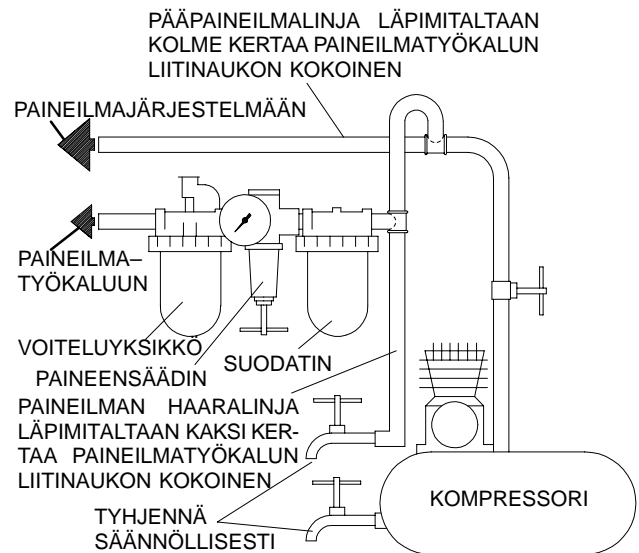 PÄÄPAINEILMALINJA LÄPIMITALTAAN
KOLME KERTAA PAINEILMATYÖKALUN
LIITINAUKON KOKOINEN
PAINEILMAJÄRJESTELMÄÄN
PAINEILMA–
TYÖKALUUN
VOITELUYKSIKKÖ
SUODATIN
PAINEENSÄÄDIN
PAINEILMAN HAARALINJA
LÄPIMITALTAAN KAKSI KER-
TAA PAINEILMATYÖKALUN
LIITINAUKON KOKOINEN
KOMPRESSORI
TYHJENNÄ
SÄÄNNÖLLISESTI